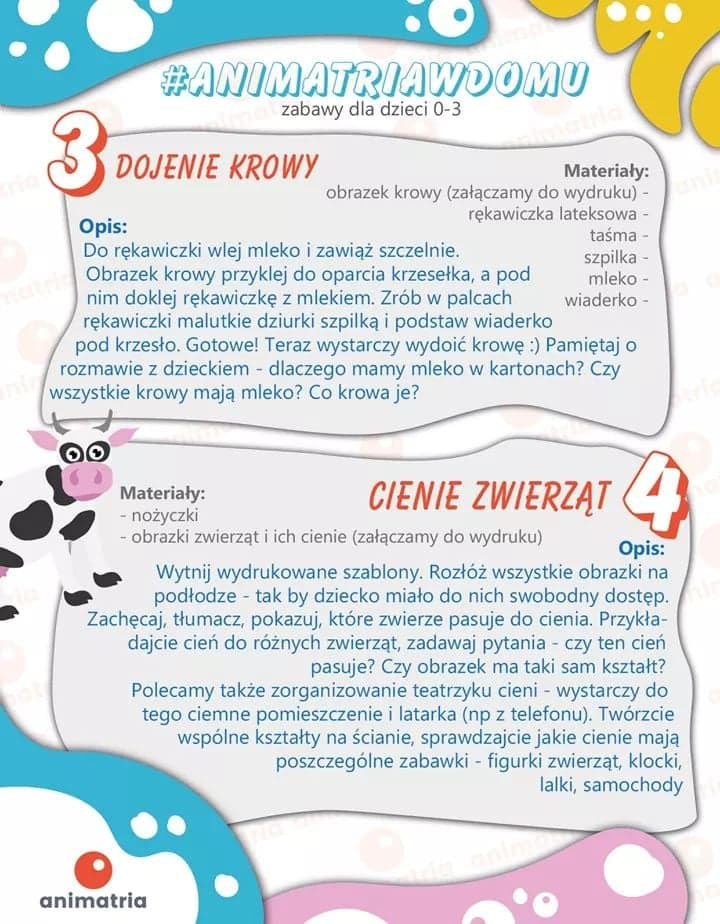 #ANIMATRIAWDOMU
zabawy dla dzieci 0-3
3 DOJENIE KROWY
Materiały:
obrazek krowy (załączamy do wydruku) -
rękawiczka lateksowa -
taśma -
szpilka -
mleko -
wiaderko -
Opis:
Do rękawiczki wlej mleko i zawiąż szczelnie.
Obrazek krowy przyklej do oparcia krzesełka, a pod
nim doklej rękawiczkę z mlekiem. Zrób w palcach
rękawiczki malutkie dziurki szpilką i podstaw wiaderko
pod krzesło. Gotowe! Teraz wystarczy wydoić krowę :) Pamiętaj o
rozmawie z dzieckiem - dlaczego mamy mleko w kartonach? Czy
wszystkie krowy mają mleko? Co krowa je?
CIENIE ZWIERZĄT 4
Materiały:
- nożyczki
- obrazki zwierząt i ich cienie (załączamy do wydruku)
Opis:
Wytnij wydrukowane szablony. Rozłóż wszystkie obrazki na
podłodze - tak by dziecko miało do nich swobodny dostęp.
Zachęcaj, tłumacz, pokazuj, które zwierze pasuje do cienia. Przykła-
dajcie cień do różnych zwierząt, zadawaj pytania - czy ten cień
pasuje? Czy obrazek ma taki sam kształt?
Polecamy także zorganizowanie teatrzyku cieni - wystarczy do
tego ciemne pomieszczenie i latarka (np z telefonu). Twórzcie
wspólne kształty na ścianie, sprawdzajcie jakie cienie mają
poszczególne zabawki - figurki zwierząt, klocki,
lalki, samochody
animatria